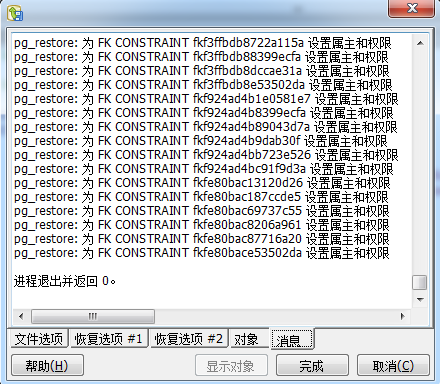 pg_restore: 为 FK CONSTRAINT fkf3ffbdb8722a115a 设置属主和权限
pg_restore: 为 FK CONSTRAINT fkf3ffbdb88399ecfa 设置属主和权限
pg_restore: 为 FK CONSTRAINT fkf3ffbdb8dccae31a 设置属主和权限
pg_restore: 为 FK CONSTRAINT fkf3ffbdb8e53502da 设置属主和权限
pg_restore: 为 FK CONSTRAINT fkf924ad4b1e0581e7 设置属主和权限
pg_restore: 为 FK CONSTRAINT fkf924ad4b8399ecfa 设置属主和权限
pg_restore: 为 FK CONSTRAINT fkf924ad4b89043d7a 设置属主和权限
pg_restore: 为 FK CONSTRAINT fkf924ad4b9dab30f 设置属主和权限
pg_restore: 为 FK CONSTRAINT fkf924ad4bb723e526 设置属主和权限
pg_restore: 为 FK CONSTRAINT fkf924ad4bc91f9d3a 设置属主和权限
pg_restore: 为 FK CONSTRAINT fkfe80bac13120d26 设置属主和权限
pg_restore: 为 FK CONSTRAINT fkfe80bac187ccde5 设置属主和权限
pg_restore: 为 FK CONSTRAINT fkfe80bac69737c55 设置属主和权限
pg_restore: 为 FK CONSTRAINT fkfe80bac8206a961 设置属主和权限
pg_restore: 为 FK CONSTRAINT fkfe80bac87716a20 设置属主和权限
pg_restore: 为 FK CONSTRAINT fkfe80bace53502da 设置属主和权限
进程退出并返回 0。
文件选项 恢复选项 #1 恢复选项 #2 对象 消息
帮助(H) 显示对象 完成 取消(C)